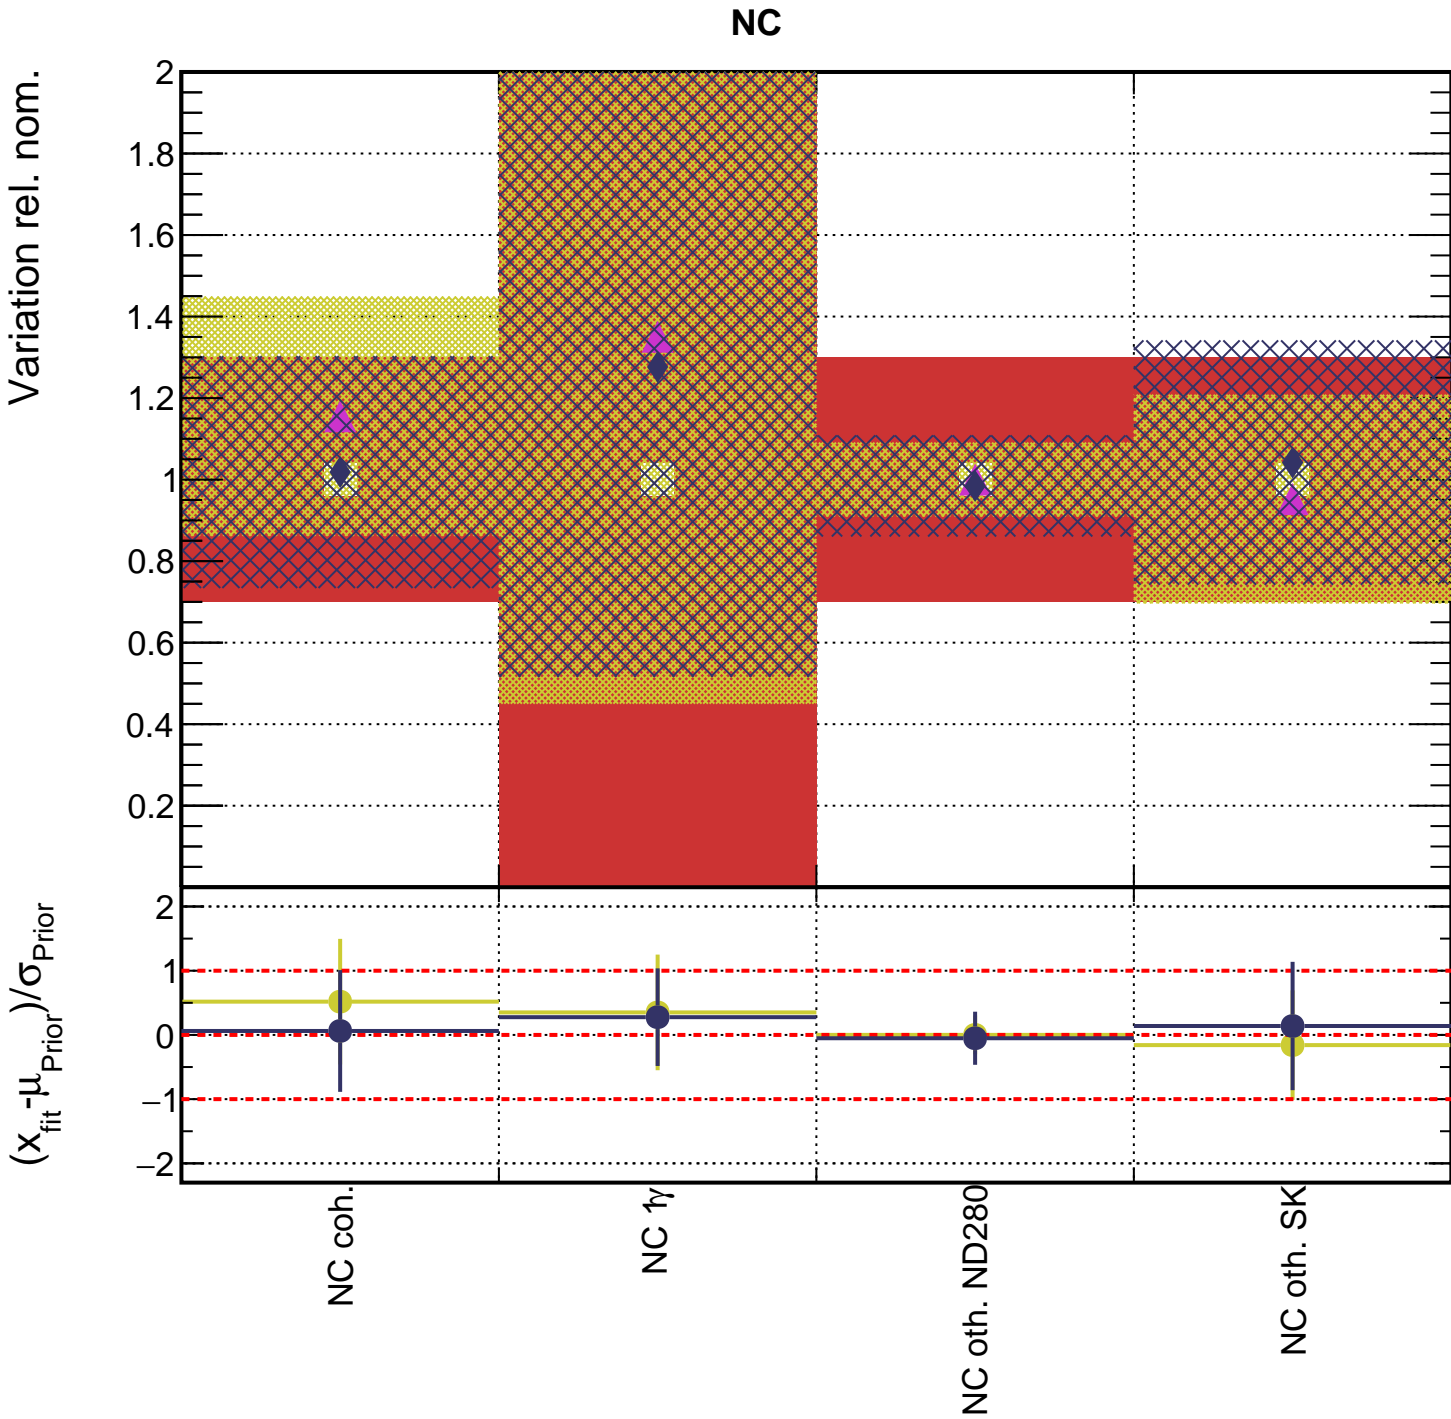 NC
Variation rel. nom.
2
1.8
1.6
1.4
1.2
1
0.8
0.6
0.4
0.2
(x_fit-μ_Prior)/σ_Prior
2
1
0
−1
−2
NC coh.
NC 1γ
NC oth. ND280
NC oth. SK